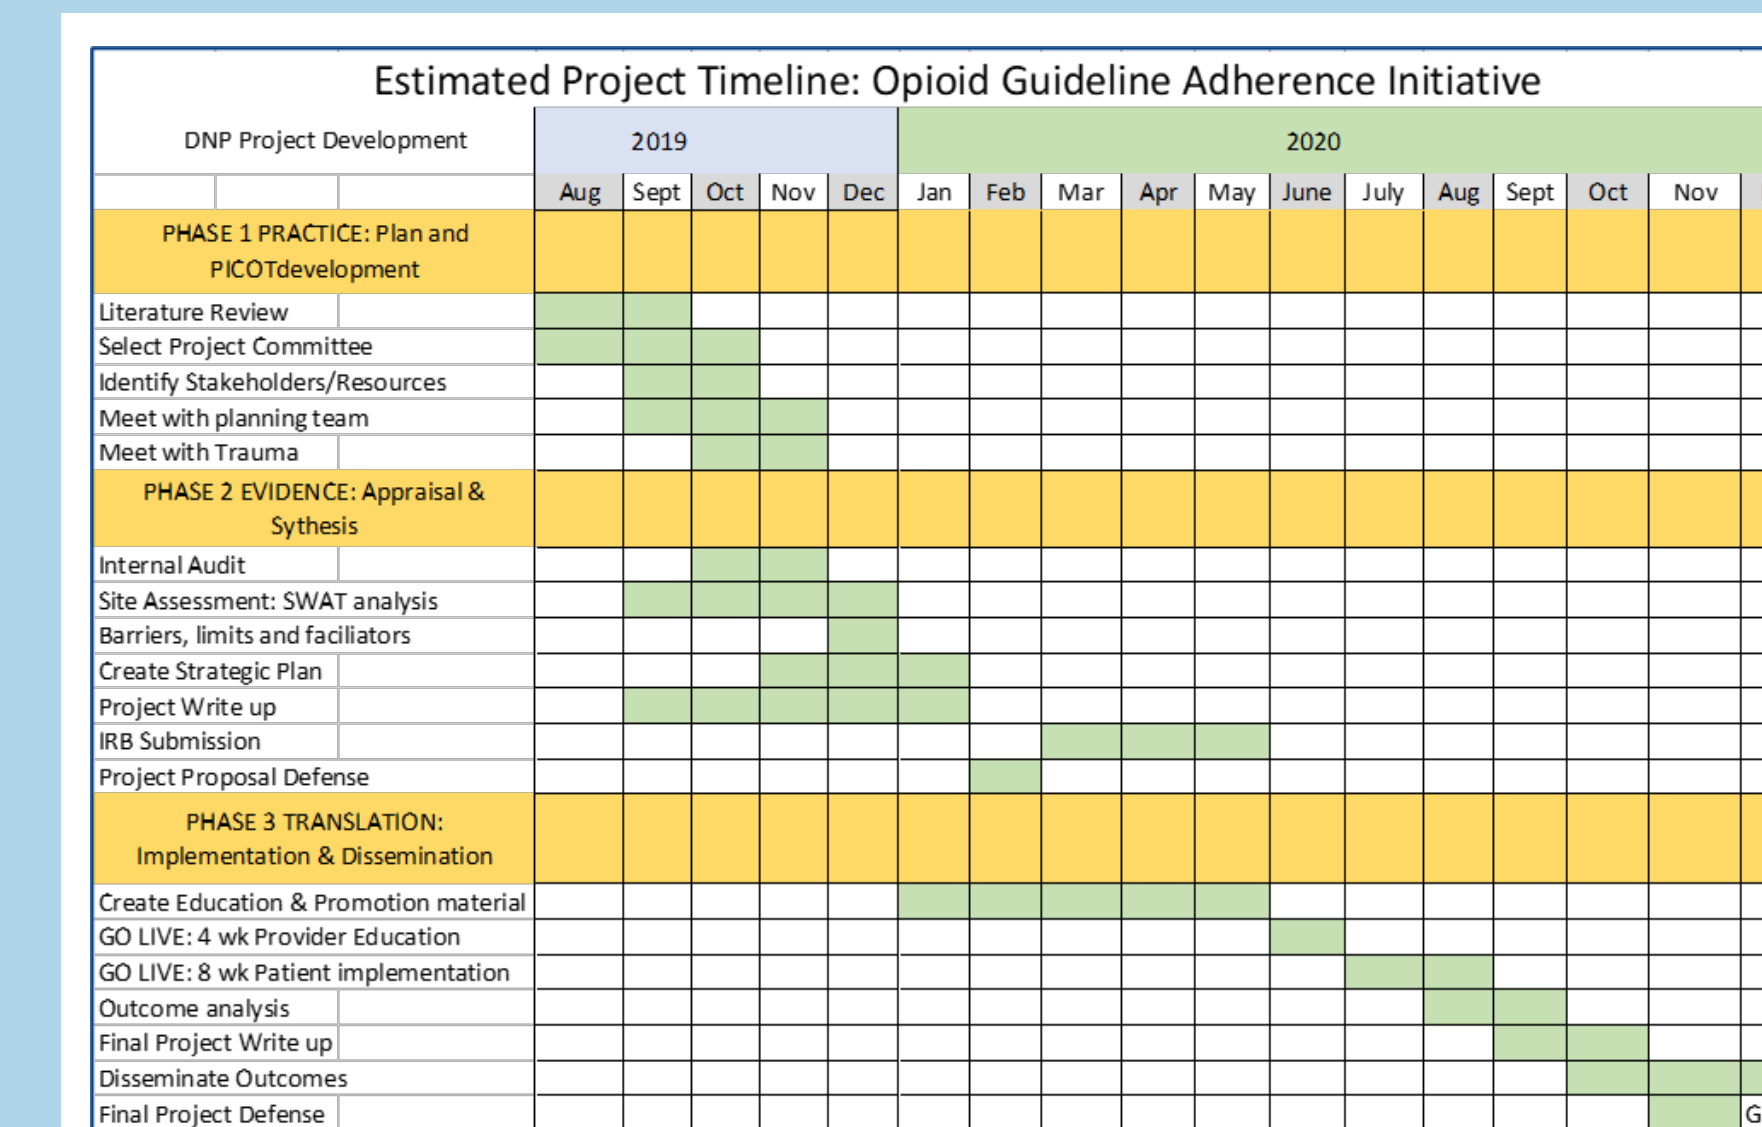 Estimated Project Timeline: Opioid Guideline Adherence Initiative
DNP Project Development 2019 2020
Aug Sept Oct Nov Dec Jan Feb Mar Apr May June July Aug Sept Oct Nov
PHASE 1 PRACTICE: Plan and
PICOTdevelopment
Literature Review
Select Project Committee
Identify Stakeholders/Resources
Meet with planning team
Meet with Trauma
PHASE 2 EVIDENCE: Appraisal &
Sythesis
Internal Audit
Site Assessment: SWAT analysis
Barriers, limits and faciliators
Create Strategic Plan
Project Write up
IRB Submission
Project Proposal Defense
PHASE 3 TRANSLATION:
Implementation & Dissemination
Create Education & Promotion material
GO LIVE: 4 wk Provider Education
GO LIVE: 8 wk Patient implementation
Outcome analysis
Final Project Write up
Disseminate Outcomes
Final Project Defense